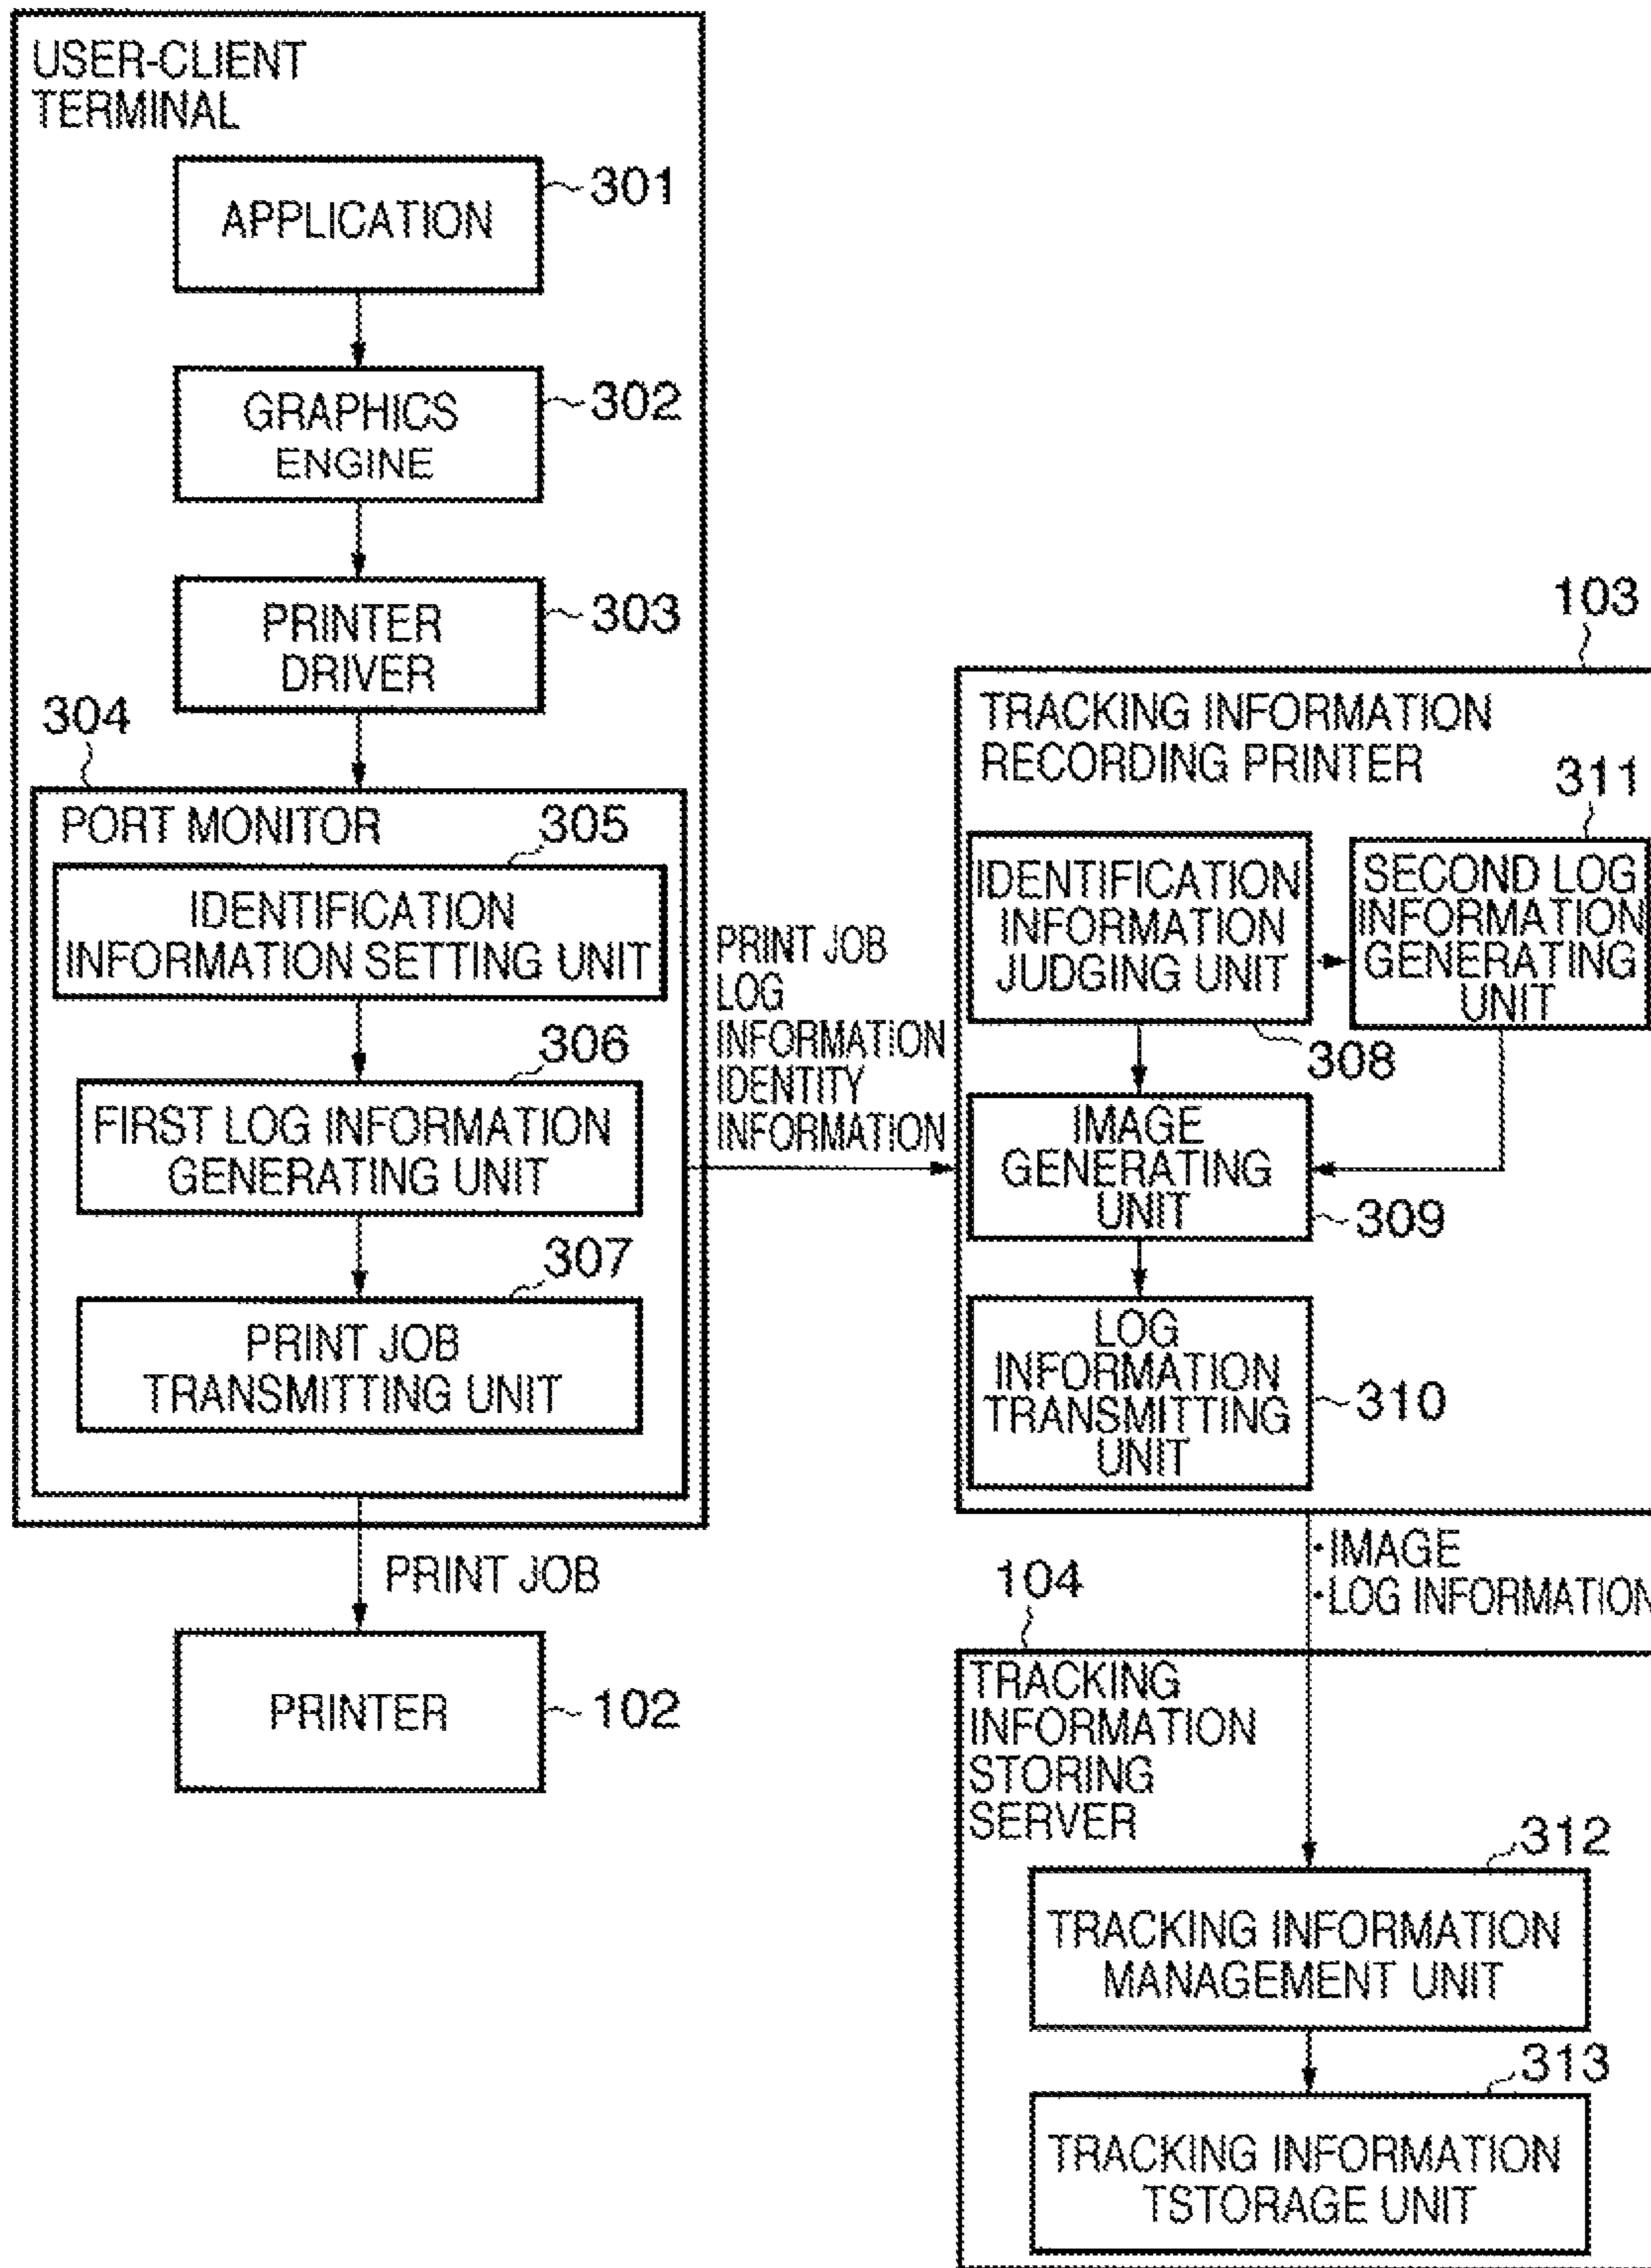 USER-CLIENT
TERMINAL
APPLICATION
301
GRAPHICS
ENGINE
302
PRINTER
DRIVER
303
304
PORT MONITOR
305
IDENTIFICATION
INFORMATION SETTING UNIT
306
FIRST LOG INFORMATION
GENERATING UNIT
307
PRINT JOB
TRANSMITTING UNIT
PRINT JOB
PRINTER
102
PRINT JOB
LOG
INFORMATION
IDENTITY
INFORMATION
103
TRACKING INFORMATION
RECORDING PRINTER
311
IDENTIFICATION
INFORMATION
JUDGING UNIT
308
SECOND LOG
INFORMATION
GENERATING
UNIT
IMAGE
GENERATING
UNIT
309
LOG
INFORMATION
TRANSMITTING
UNIT
310
・IMAGE
・LOG INFORMATION
104
TRACKING
INFORMATION
STORING
SERVER
312
TRACKING INFORMATION
MANAGEMENT UNIT
313
TRACKING INFORMATION
TSTORAGE UNIT